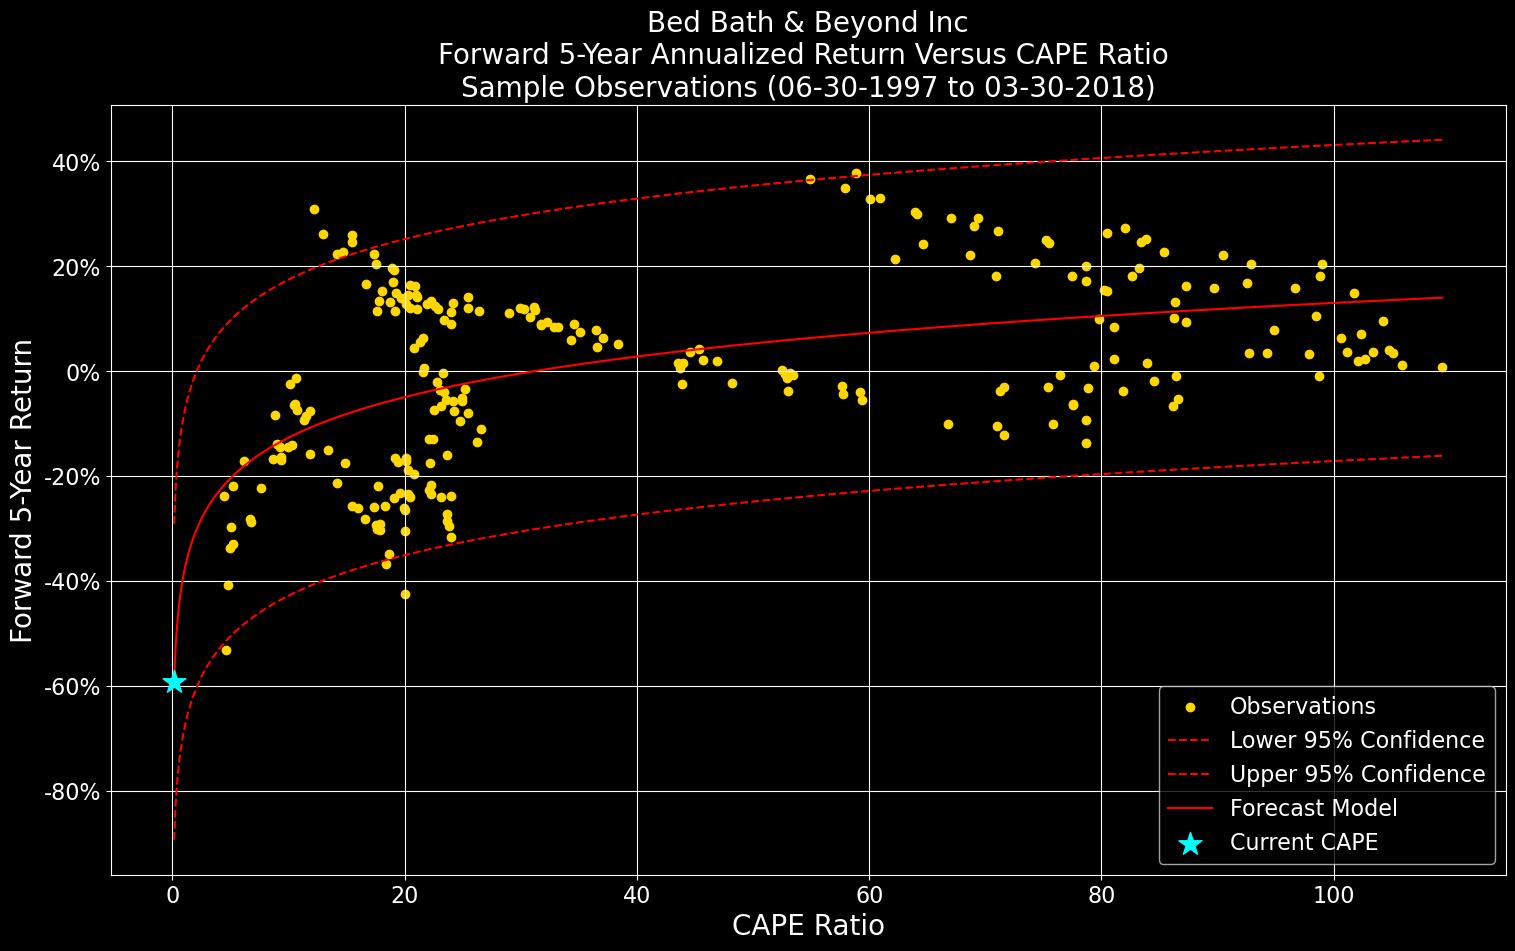 Bed Bath & Beyond Inc
Forward 5-Year Annualized Return Versus CAPE Ratio
Sample Observations (06-30-1997 to 03-30-2018)
Forward 5-Year Return
40%
20%
0%
-20%
-40%
-60%
-80%
Observations
Lower 95% Confidence
Upper 95% Confidence
Forecast Model
Current CAPE
0 20 40 60 80 100
CAPE Ratio